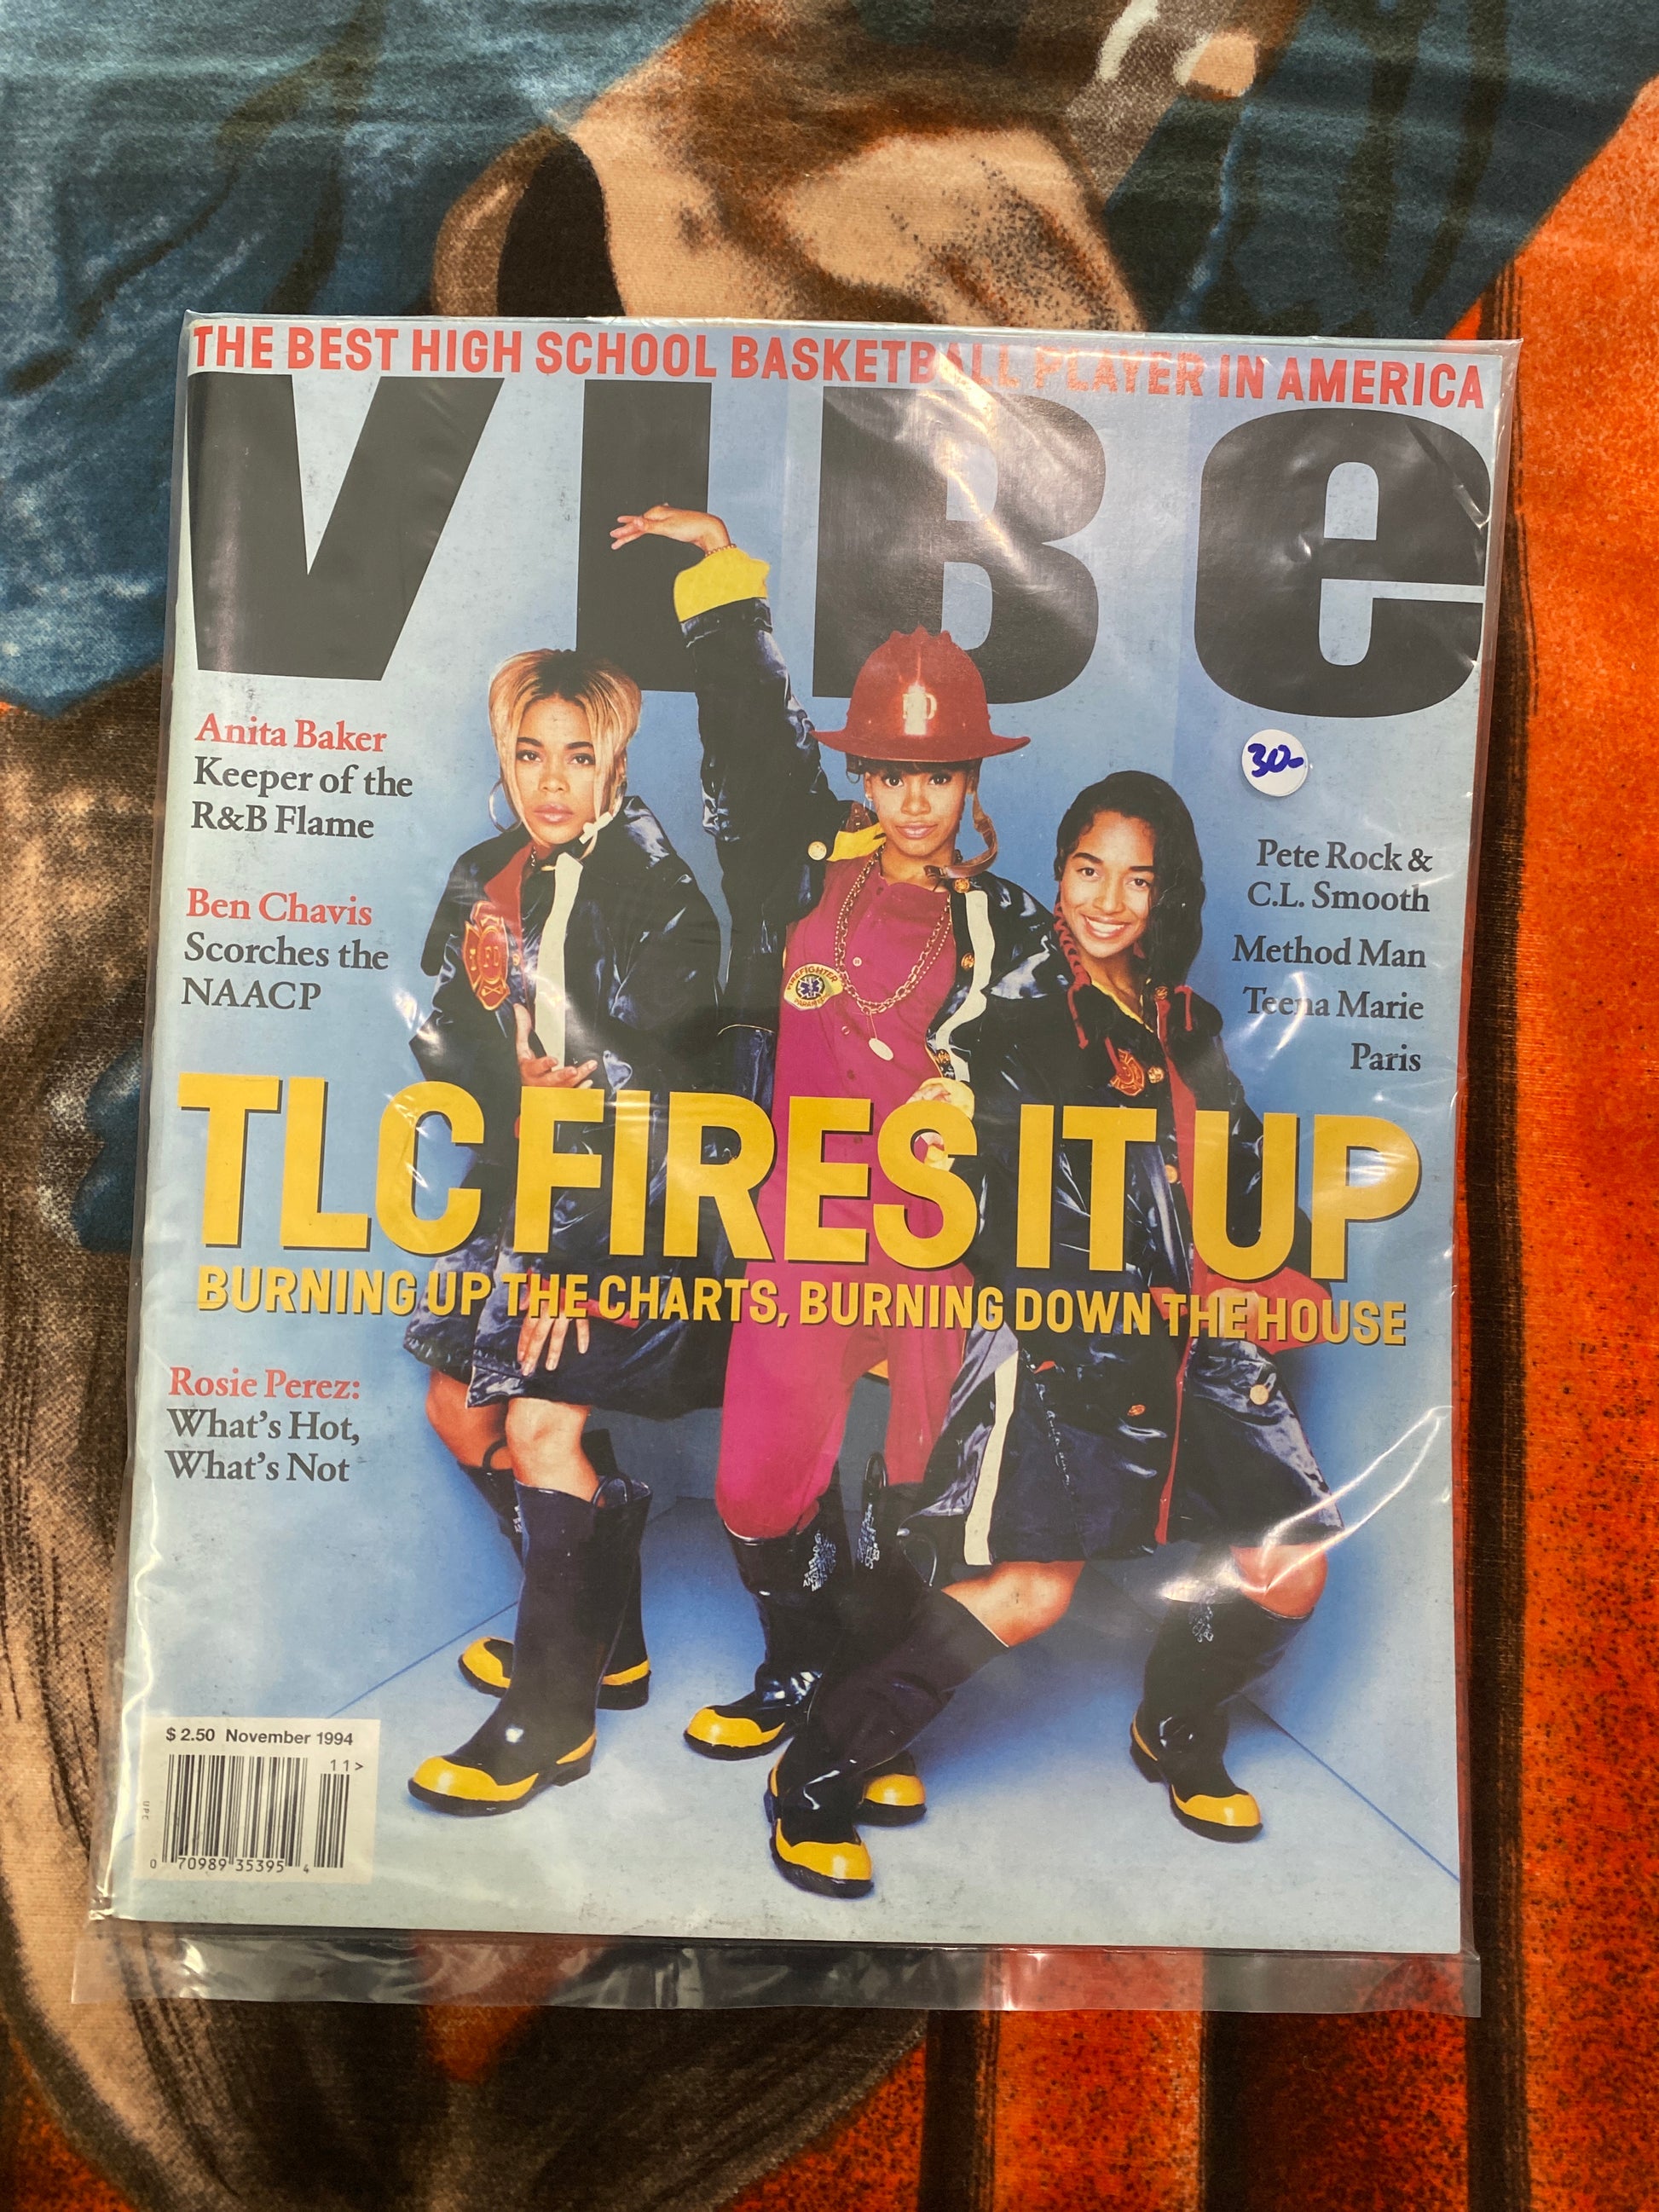 THE BEST HIGH SCHOOL BASKETBALL PLAYER IN AMERICA
VIBe
30-
Anita Baker
Keeper of the
R&B Flame
Ben Chavis
Scorches the
NAACP
Pete Rock &
C.L. Smooth
Method Man
Teena Marie
Paris
FIREFIGHTER
TLC FIRES IT UP
BURNING UP THE CHARTS, BURNING DOWN THE HOUSE
Rosie Perez:
What's Hot,
What's Not
$ 2.50 November 1994
11>
UPC
0 70989 35395 4